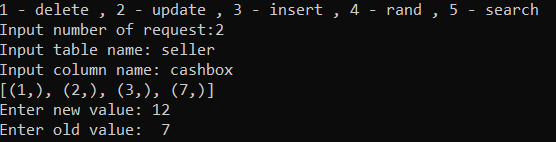 1 - delete , 2 - update , 3 - insert , 4 - rand , 5 - search
Input number of request:2
Input table name: seller
Input column name: cashbox
[(1,), (2,), (3,), (7,)]
Enter new value: 12
Enter old value:  7